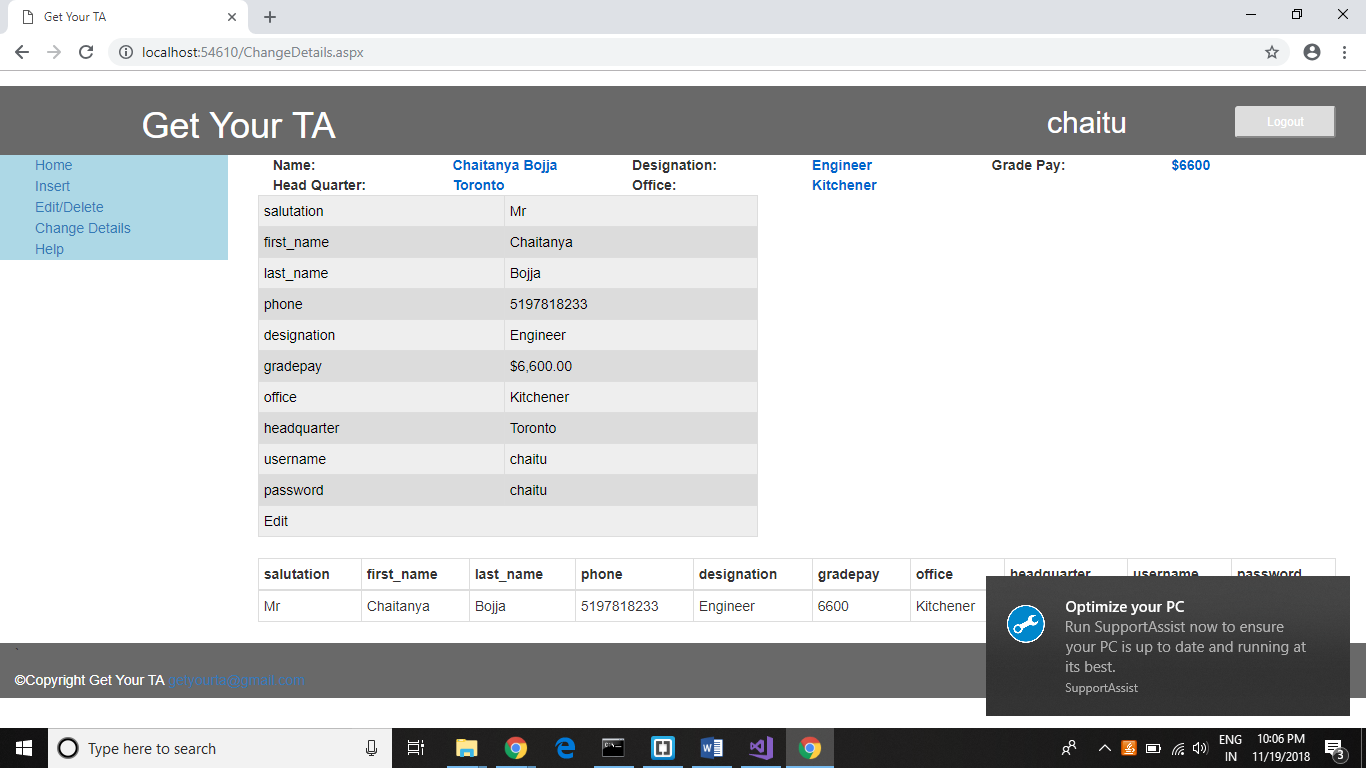 Get Your TA
localhost:54610/ChangeDetails.aspx
Get Your TA
chaitu
Logout
Home
Insert
Edit/Delete
Change Details
Help
Name: Chaitanya Bojja Designation: Engineer Grade Pay: $6600
Head Quarter: Toronto Office: Kitchener
salutation Mr
first_name Chaitanya
last_name Bojja
phone 5197818233
designation Engineer
gradepay $6,600.00
office Kitchener
headquarter Toronto
username chaitu
password chaitu
Edit
salutation first_name last_name phone designation gradepay office headquarter username password
Mr Chaitanya Bojja 5197818233 Engineer 6600 Kitchener
Optimize your PC
Run SupportAssist now to ensure
your PC is up to date and running at
its best.
SupportAssist
©Copyright Get Your TA getyourta@gmail.com
Type here to search
ENG
IN
10:06 PM
11/19/2018
3